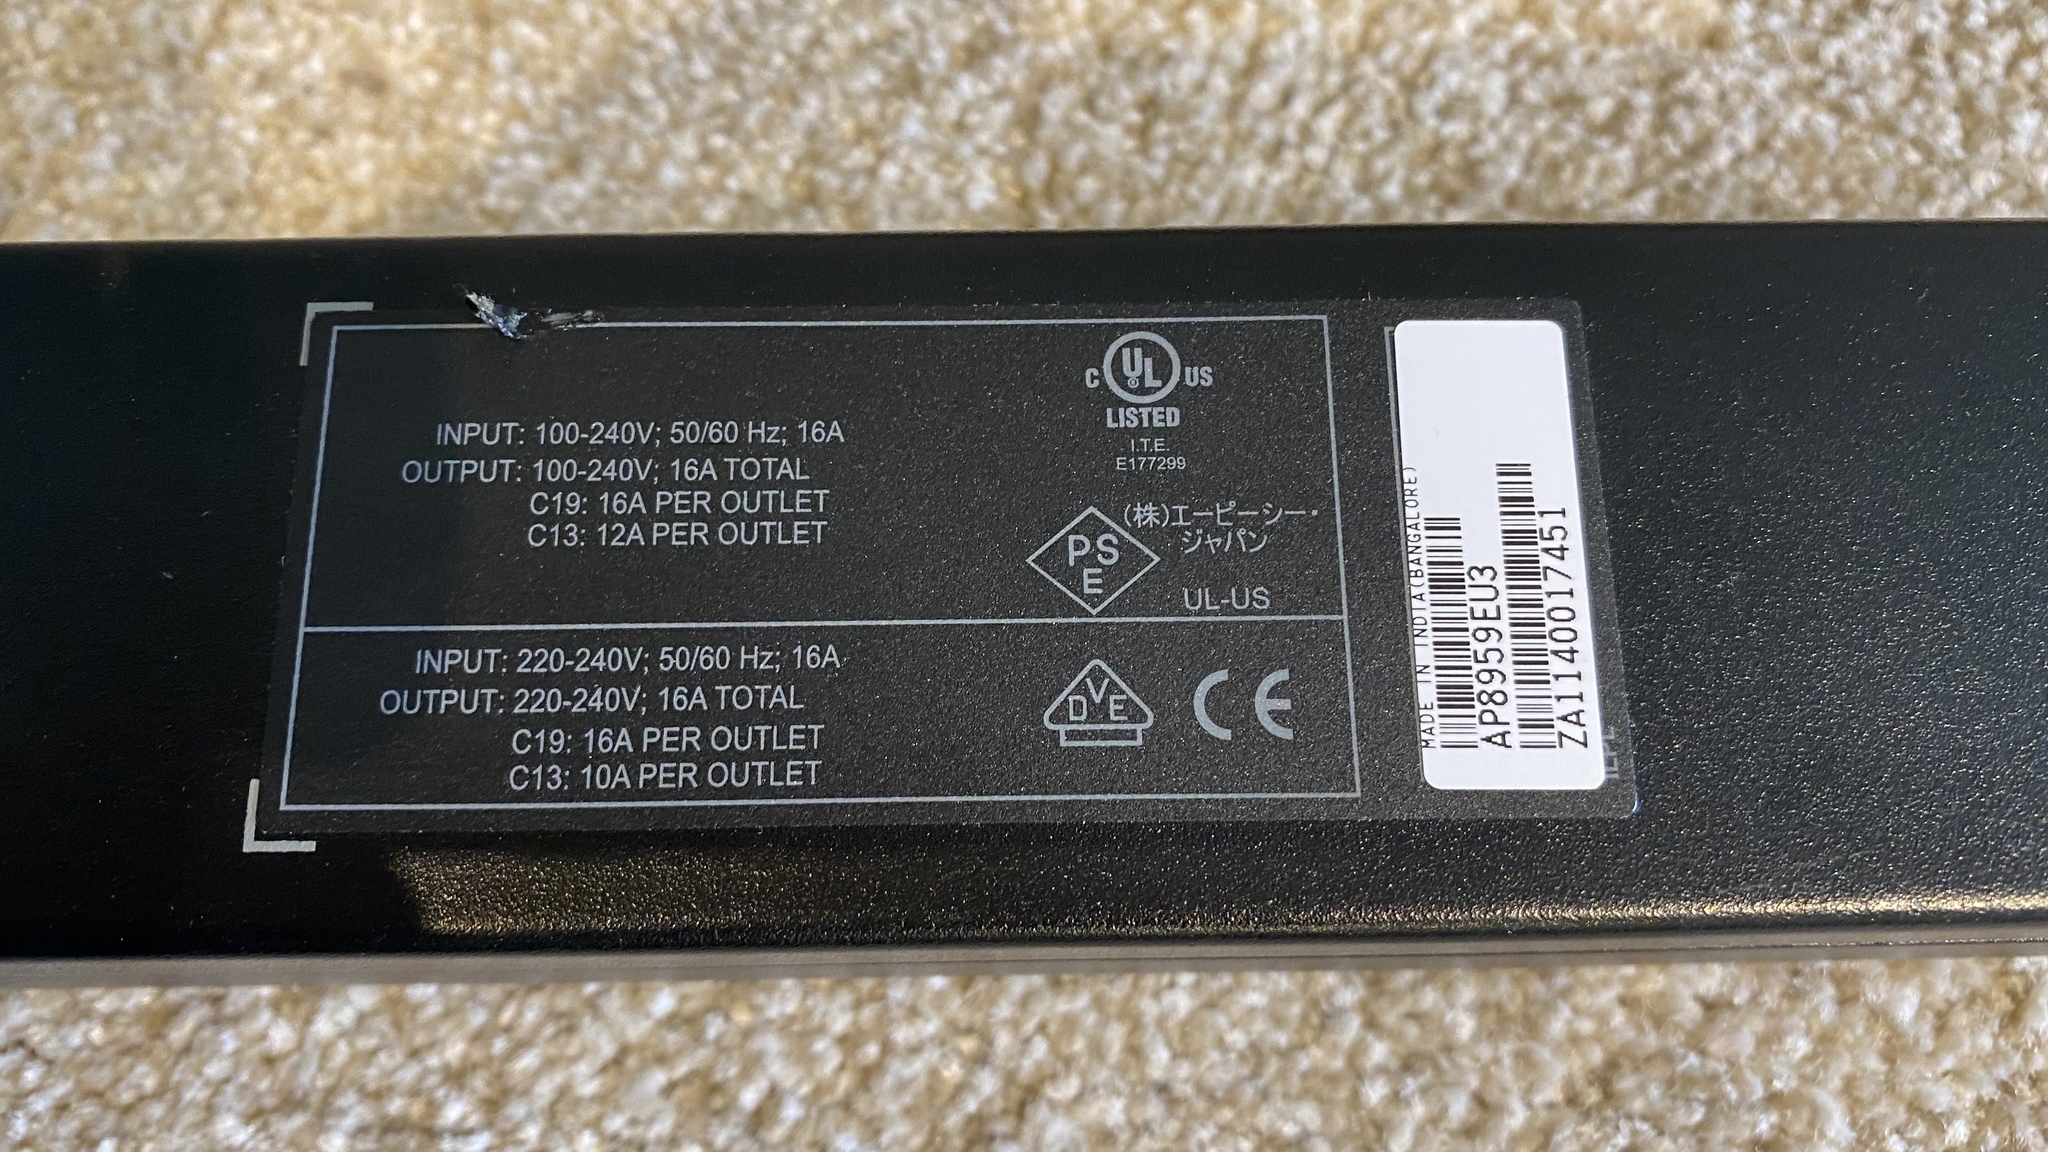 INPUT: 100-240V; 50/60 Hz; 16A
OUTPUT: 100-240V; 16A TOTAL
C19: 16A PER OUTLET
C13: 12A PER OUTLET
C UL® US
LISTED
I.T.E.
E177299
PSE
(株)エーピーシー・
ジャパン
UL-US
INPUT: 220-240V; 50/60 Hz; 16A
OUTPUT: 220-240V; 16A TOTAL
C19: 16A PER OUTLET
C13: 10A PER OUTLET
DVE
CE
MADE IN INDIA(BANGALORE)
AP8959EU3
ZA1140017451